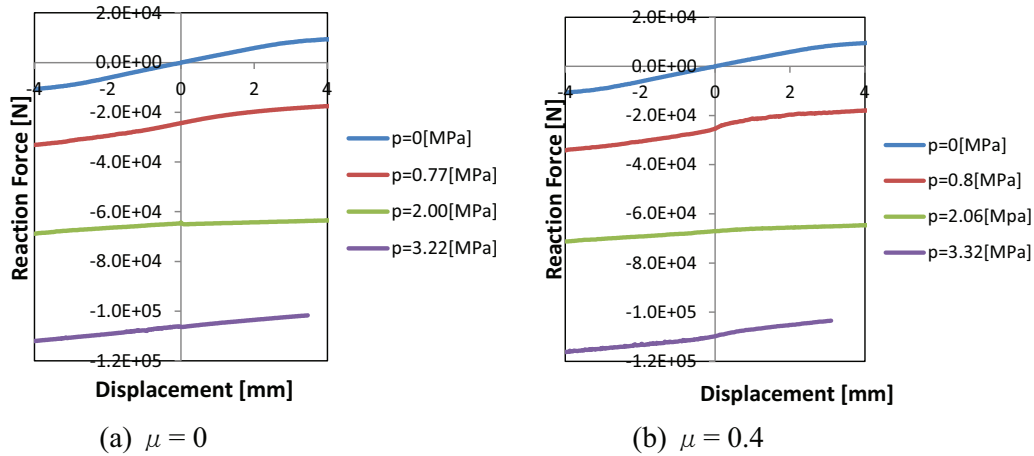 2.0E+04
0.0E+00
-4 -2 0 2 4
-2.0E+04
-4.0E+04
-6.0E+04
-8.0E+04
-1.0E+05
-1.2E+05
Reaction Force [N]
Displacement [mm]
p=0[MPa]
p=0.77[MPa]
p=2.00[MPa]
p=3.22[MPa]
(a) μ = 0
2.0E+04
0.0E+00
-4 -2 0 2 4
-2.0E+04
-4.0E+04
-6.0E+04
-8.0E+04
-1.0E+05
-1.2E+05
Reaction Force [N]
Displacement [mm]
p=0[MPa]
p=0.8[MPa]
p=2.06[Mpa]
p=3.32[MPa]
(b) μ = 0.4